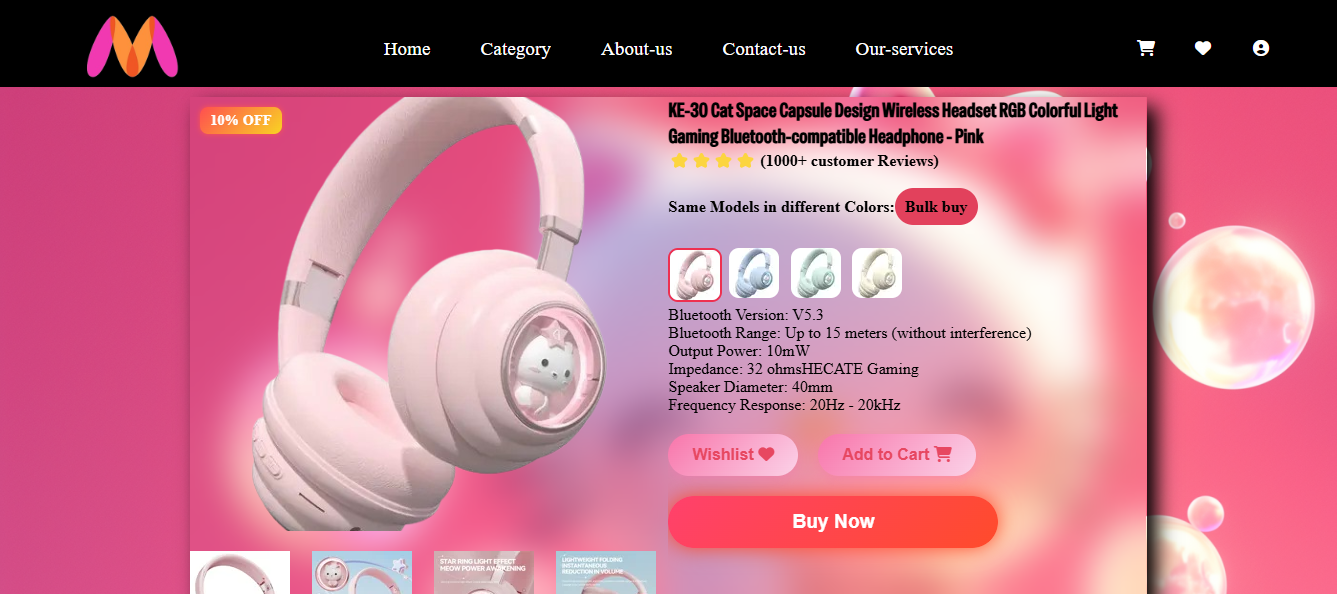 Home Category About-us Contact-us Our-services
10% OFF
KE-30 Cat Space Capsule Design Wireless Headset RGB Colorful Light
Gaming Bluetooth-compatible Headphone - Pink
(1000+ customer Reviews)
Same Models in different Colors: Bulk buy
Bluetooth Version: V5.3
Bluetooth Range: Up to 15 meters (without interference)
Output Power: 10mW
Impedance: 32 ohmsHECATE Gaming
Speaker Diameter: 40mm
Frequency Response: 20Hz - 20kHz
Wishlist Add to Cart
Buy Now
STAR RING LIGHT EFFECT
MEOW POWER AWAKENING
LIGHTWEIGHT FOLDING
INSTANTANEOUS
REDUCTION IN VOLUME